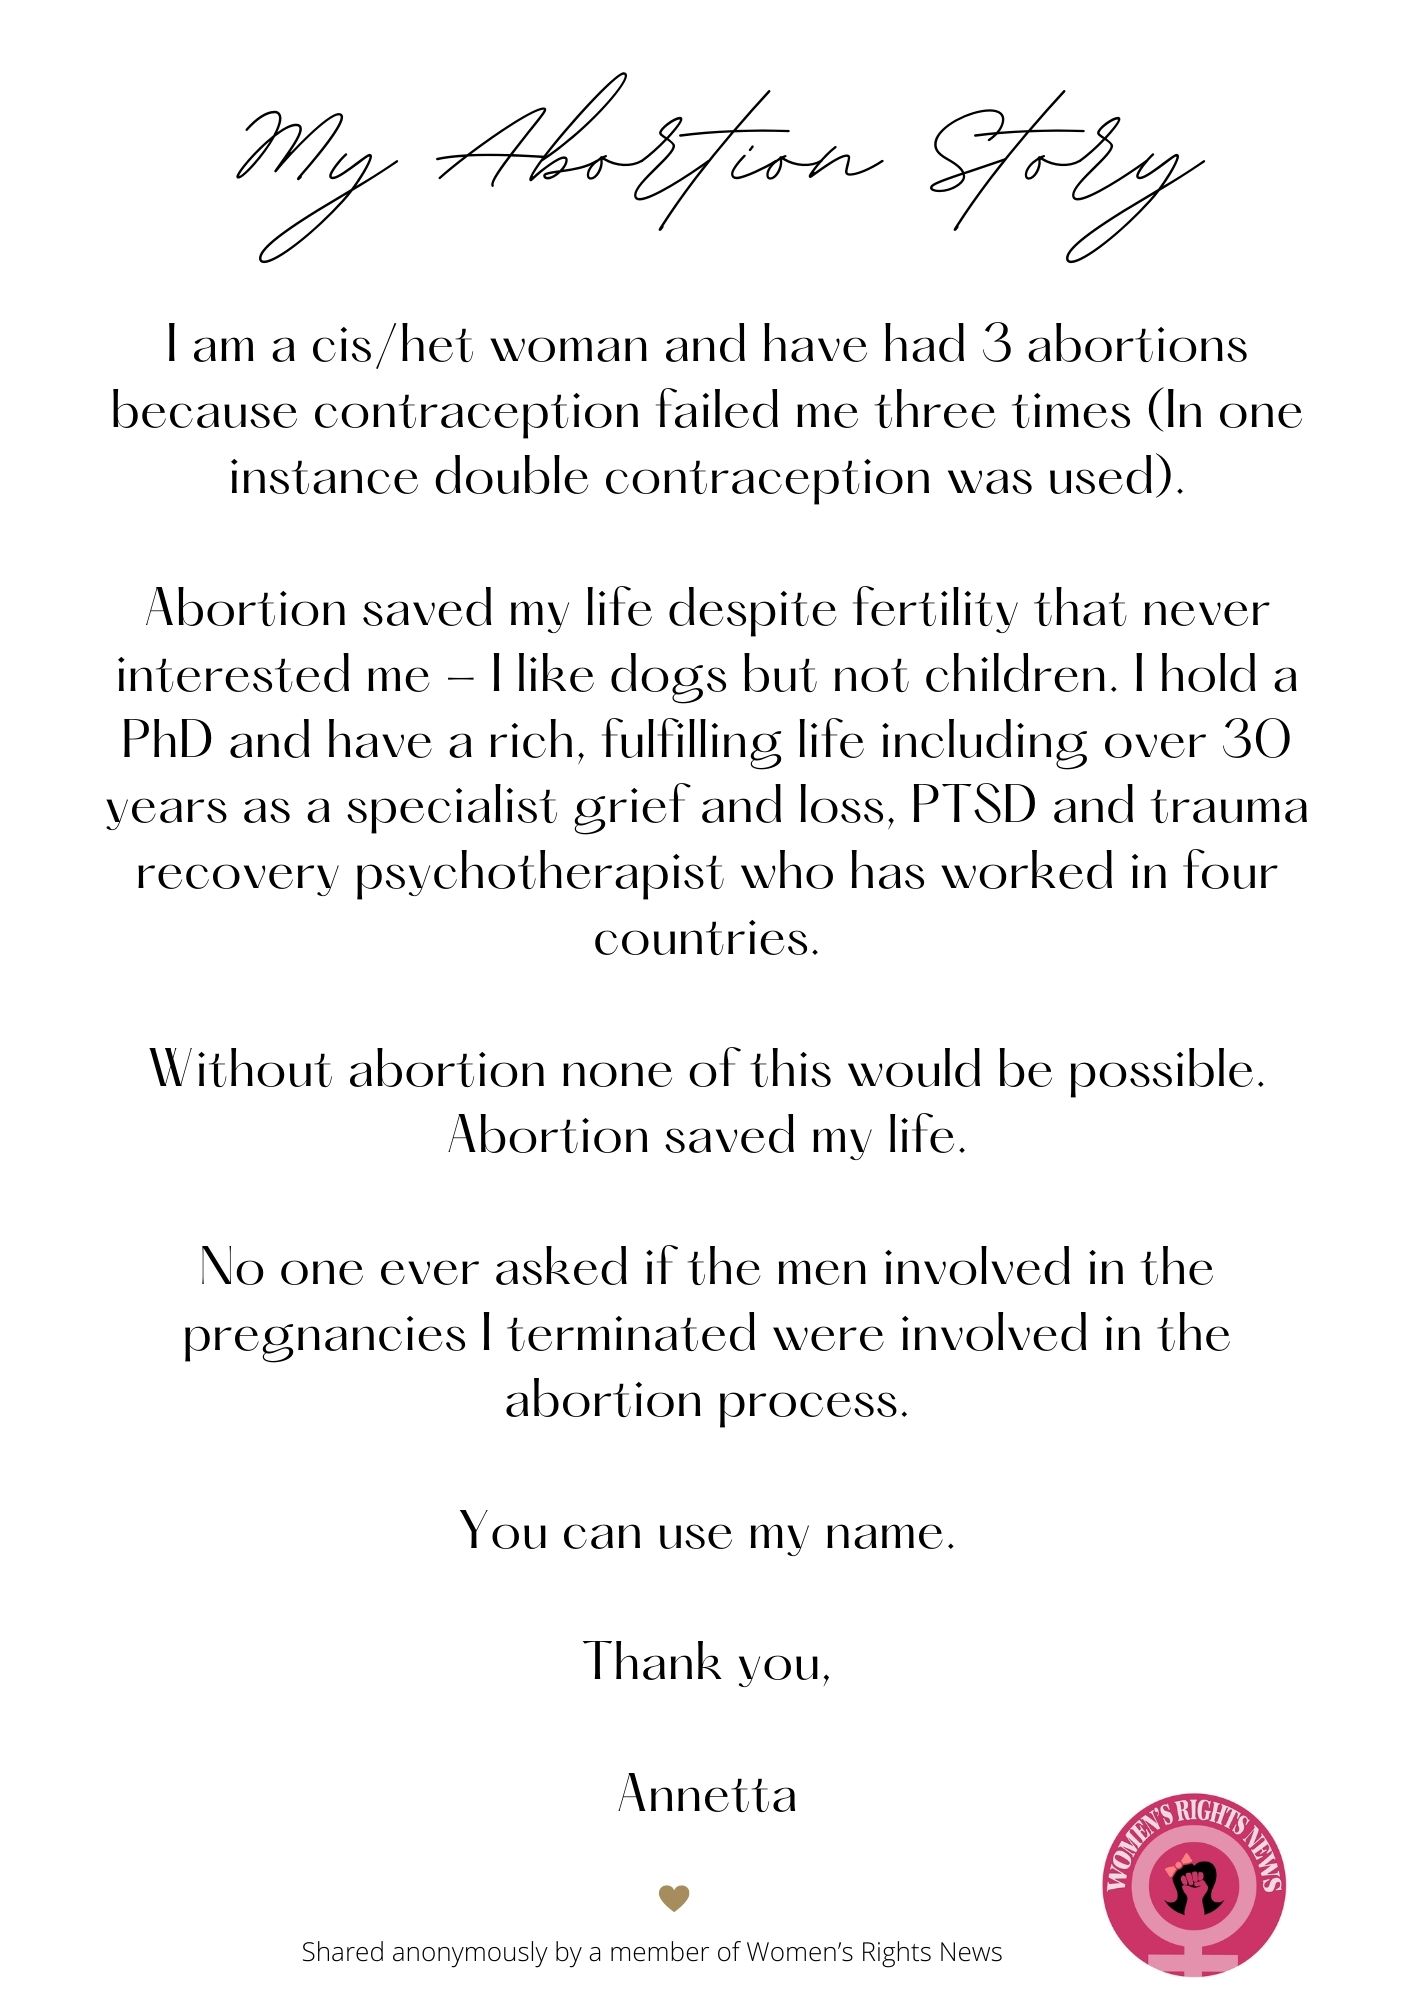 My Abortion Story
I am a cis/het woman and have had 3 abortions
because contraception failed me three times (In one
instance double contraception was used).
Abortion saved my life despite fertility that never
interested me – I like dogs but not children. I hold a
PhD and have a rich, fulfilling life including over 30
years as a specialist grief and loss, PTSD and trauma
recovery psychotherapist who has worked in four
countries.
Without abortion none of this would be possible.
Abortion saved my life.
No one ever asked if the men involved in the
pregnancies I terminated were involved in the
abortion process.
You can use my name.
Thank you,
Annetta
WOMEN'S RIGHTS NEWS
Shared anonymously by a member of Women's Rights News